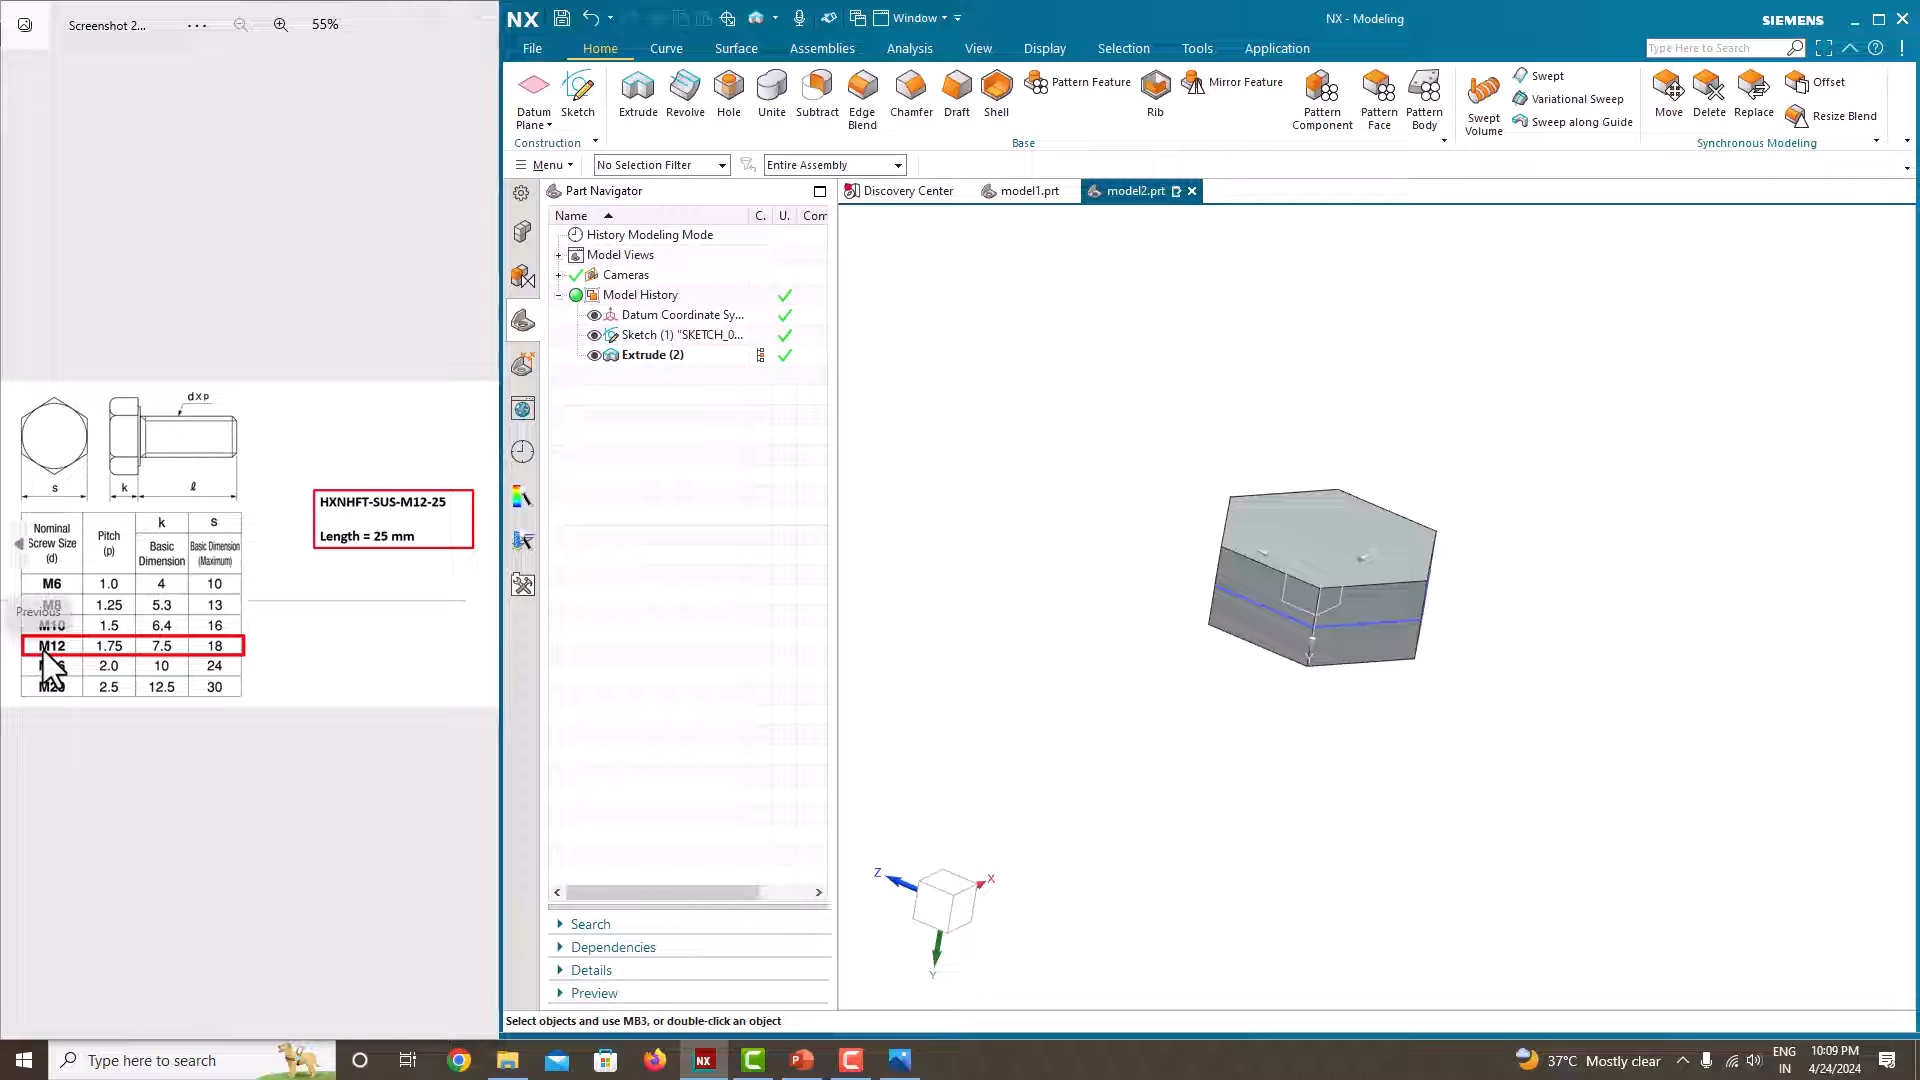 Screenshot 2...
55%
NX
Window
NX - Modeling
SIEMENS
File
Home
Curve
Surface
Assemblies
Analysis
View
Display
Selection
Tools
Application
Type Here to Search
Datum Plane
Sketch
Extrude
Revolve
Hole
Unite
Subtract
Edge Blend
Chamfer
Draft
Shell
Pattern Feature
Rib
Mirror Feature
Pattern Component
Pattern Face
Pattern Body
Swept Volume
Swept
Variational Sweep
Sweep along Guide
Move
Delete
Replace
Offset
Resize Blend
Construction
Base
Synchronous Modeling
Menu
No Selection Filter
Entire Assembly
Part Navigator
Discovery Center
model1.prt
model2.prt
Name
C.
U.
Com
History Modeling Mode
Model Views
Cameras
Model History
Datum Coordinate Sy...
Sketch (1) "SKETCH_0...
Extrude (2)
d×p
s
k
ℓ
HXNHFT-SUS-M12-25
Length = 25 mm
Nominal Screw Size (d)
Pitch (p)
k
Basic Dimension
s
Basic Dimension (Maximum)
M6 1.0 4 10
M8 1.25 5.3 13
Previous
M10 1.5 6.4 16
M12 1.75 7.5 18
2.0 10 24
M20 2.5 12.5 30
Z
X
Y
Search
Dependencies
Details
Preview
Select objects and use MB3, or double-click an object
Type here to search
NX
37°C Mostly clear
ENG
IN
10:09 PM
4/24/2024